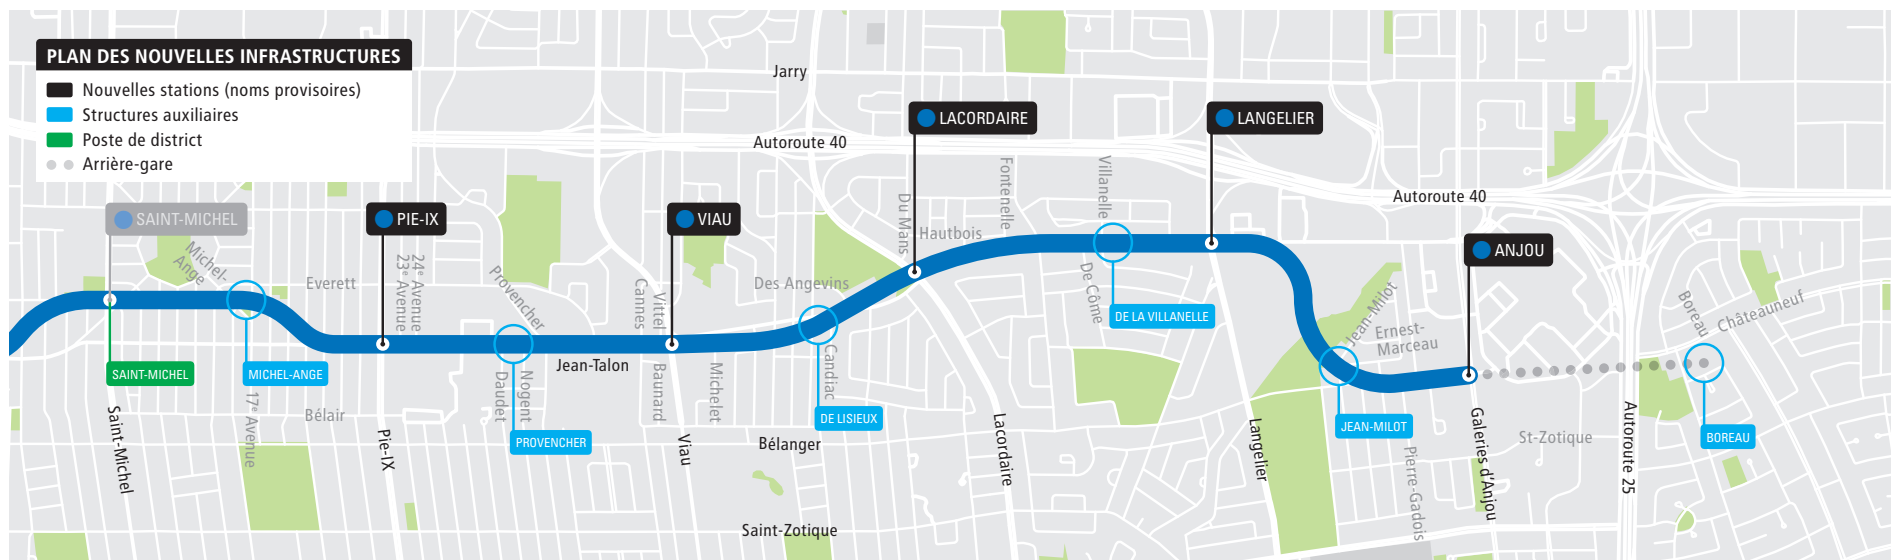 PLAN DES NOUVELLES INFRASTRUCTURES
Nouvelles stations (noms provisoires)
Structures auxiliaires
Poste de district
Arrière-gare
Jarry
Autoroute 40
LACORDAIRE
LANGELIER
Autoroute 40
SAINT-MICHEL
PIE-IX
VIAU
ANJOU
Michel-
Ange
Everett
23e Avenue
24e Avenue
Provencher
Cannes
Vittel
Des Angevins
Du Mans
Hautbois
Fontenelle
Villanelle
De Côme
Jean-Milot
Ernest-
Marceau
Boreau
Châteauneuf
SAINT-MICHEL
MICHEL-ANGE
PROVENCHER
DE LISIEUX
DE LA VILLANELLE
JEAN-MILOT
BOREAU
Jean-Talon
Saint-Michel
17e Avenue
Bélair
Pie-IX
Daudet
Nogent
Baunard
Michelet
Viau
Candiac
Bélanger
Lacordaire
Langelier
Pierre-Gadois
Galeries d'Anjou
St-Zotique
Autoroute 25
Saint-Zotique